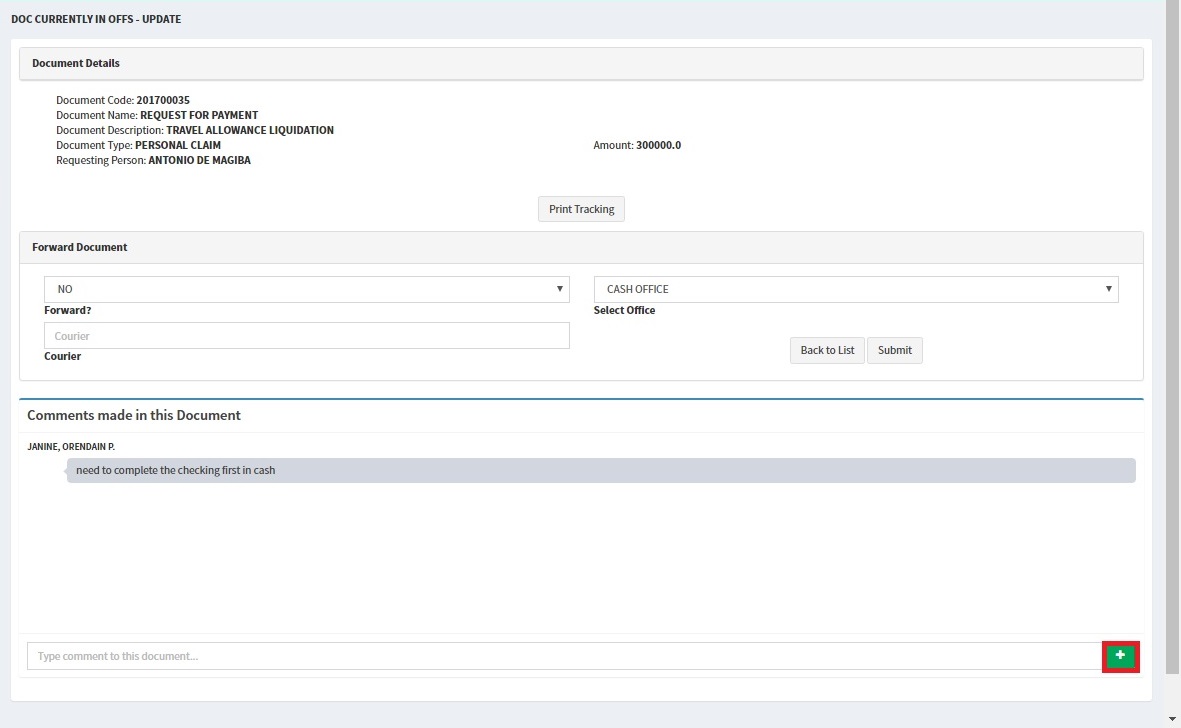 DOC CURRENTLY IN OFFS - UPDATE
Document Details
Document Code: 201700035
Document Name: REQUEST FOR PAYMENT
Document Description: TRAVEL ALLOWANCE LIQUIDATION
Document Type: PERSONAL CLAIM
Amount: 300000.0
Requesting Person: ANTONIO DE MAGIBA
Print Tracking
Forward Document
NO
CASH OFFICE
Forward?
Select Office
Courier
Courier
Back to List
Submit
Comments made in this Document
JANINE, ORENDAIN P.
need to complete the checking first in cash
Type comment to this document...